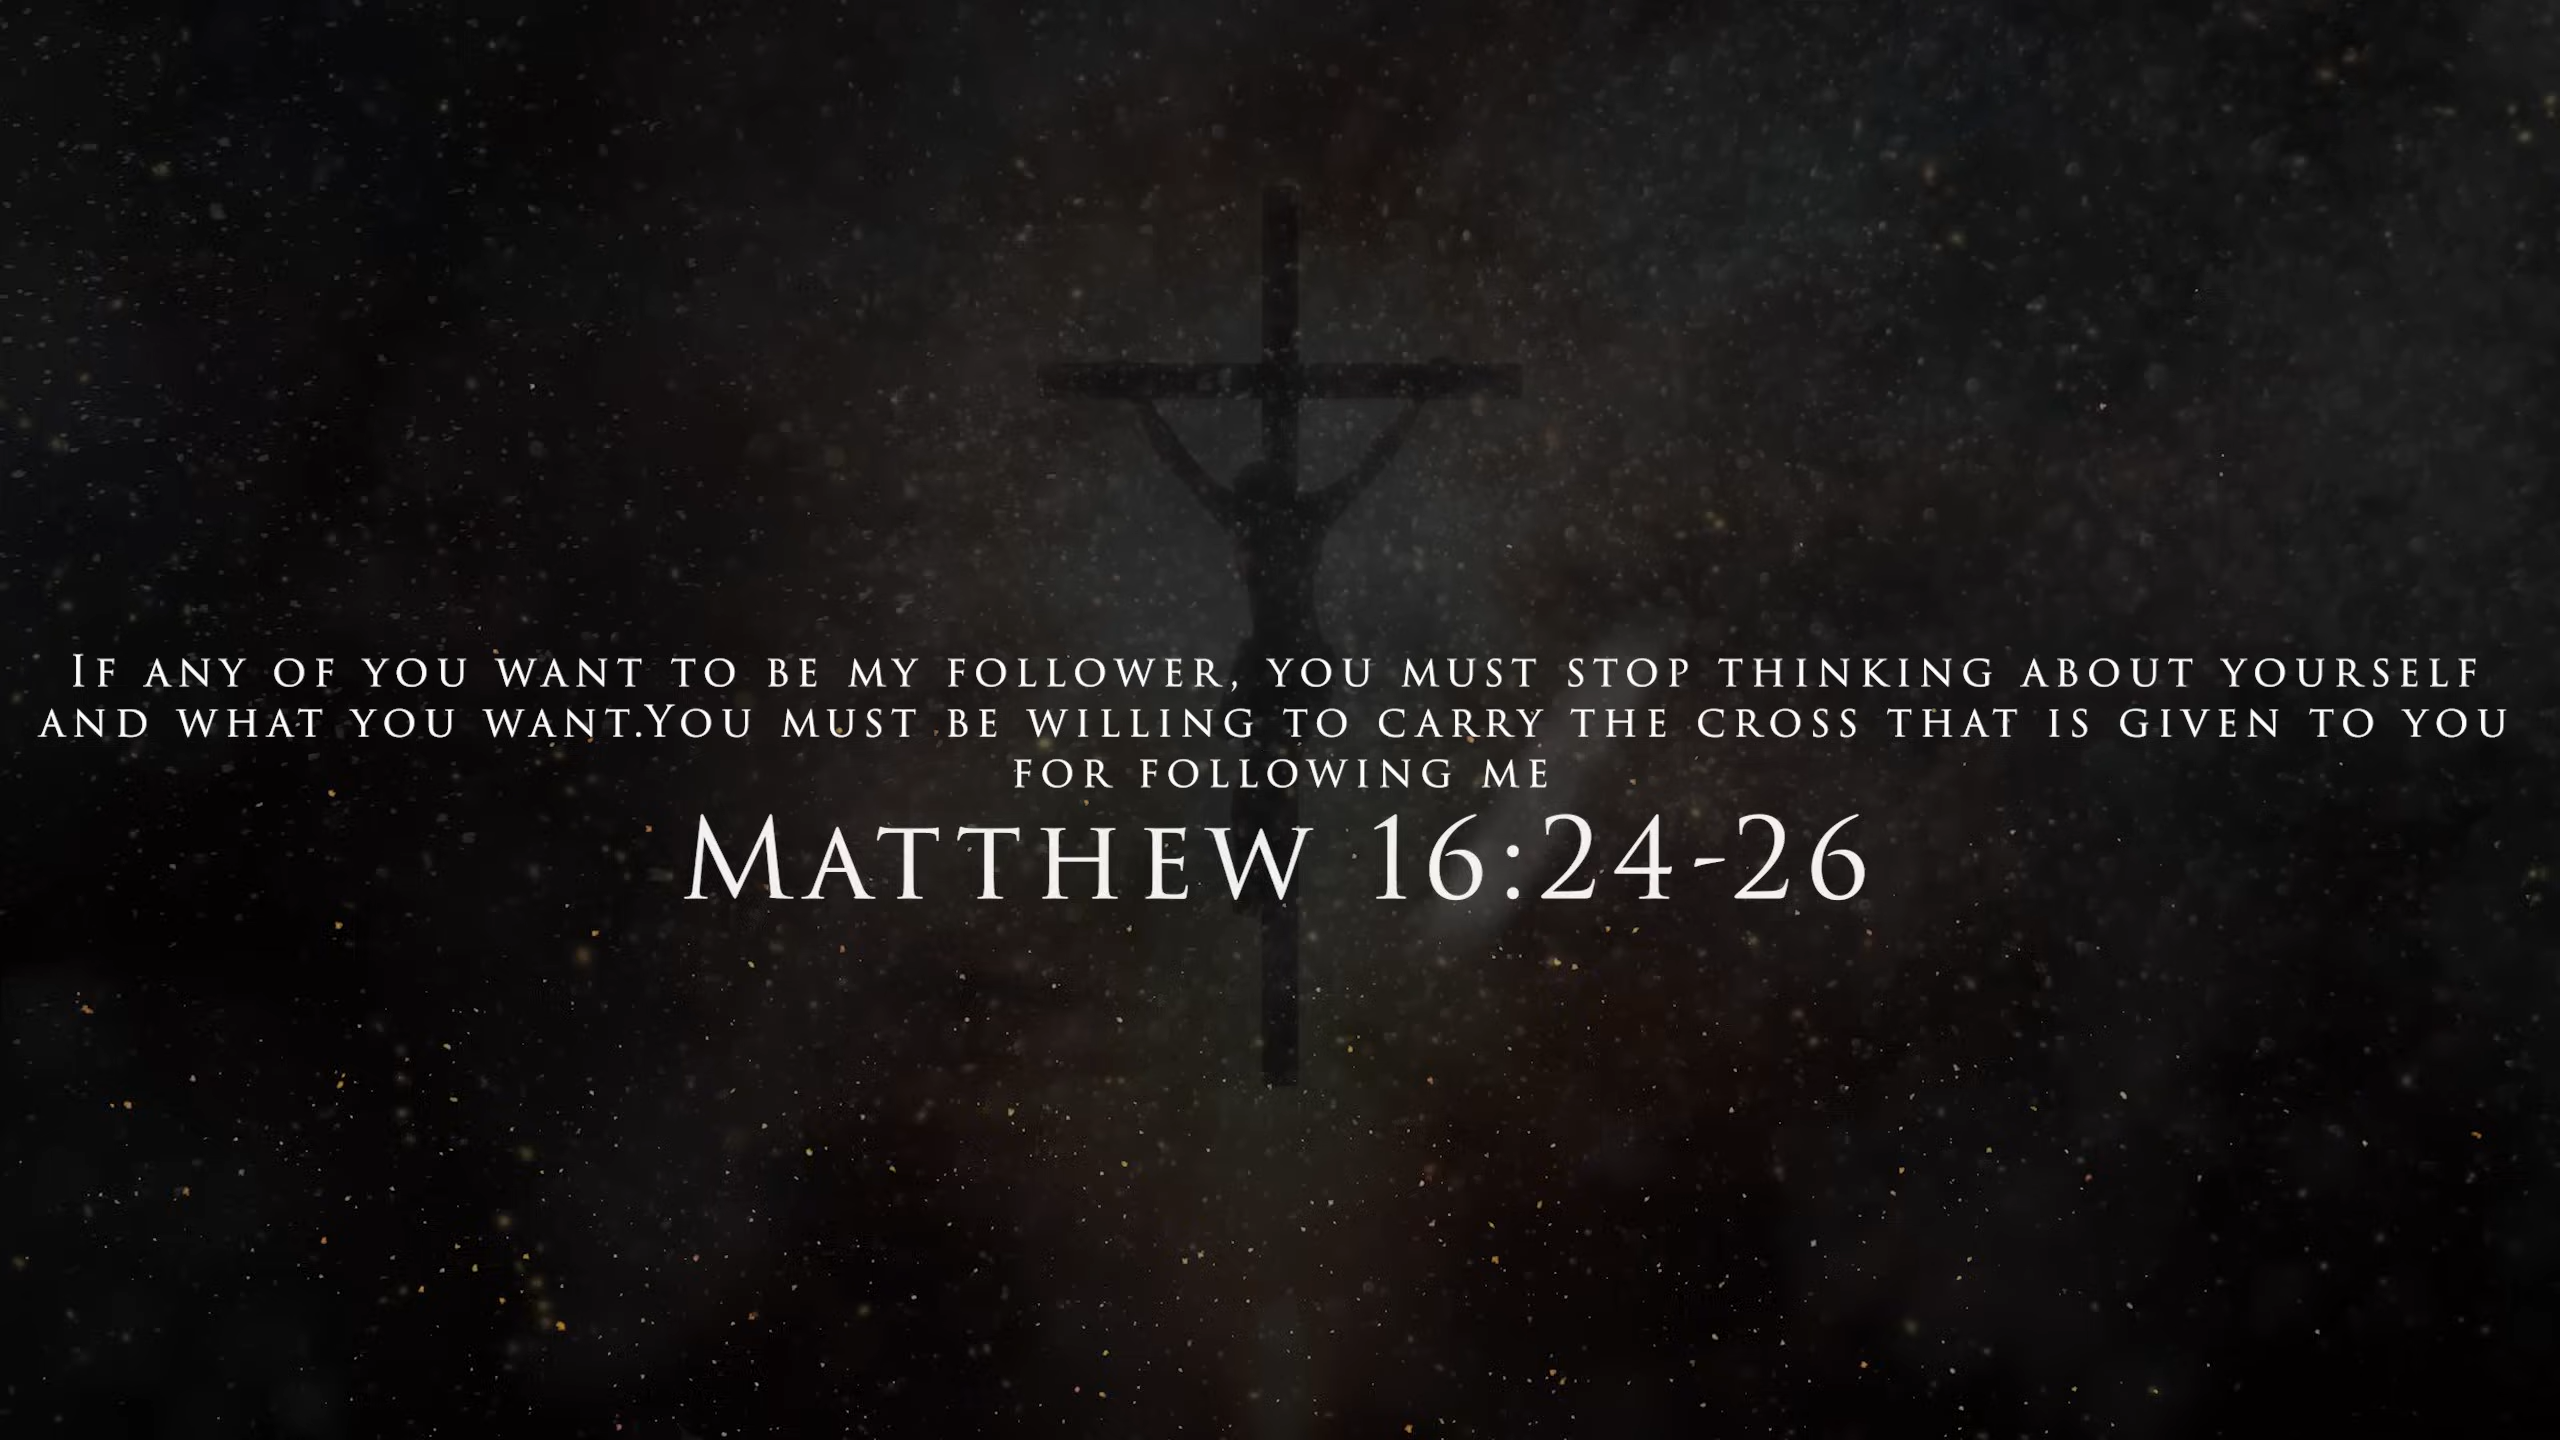 If any of you want to be my follower, you must stop thinking about yourself
and what you want.You must be willing to carry the cross that is given to you
for following me
Matthew 16:24-26